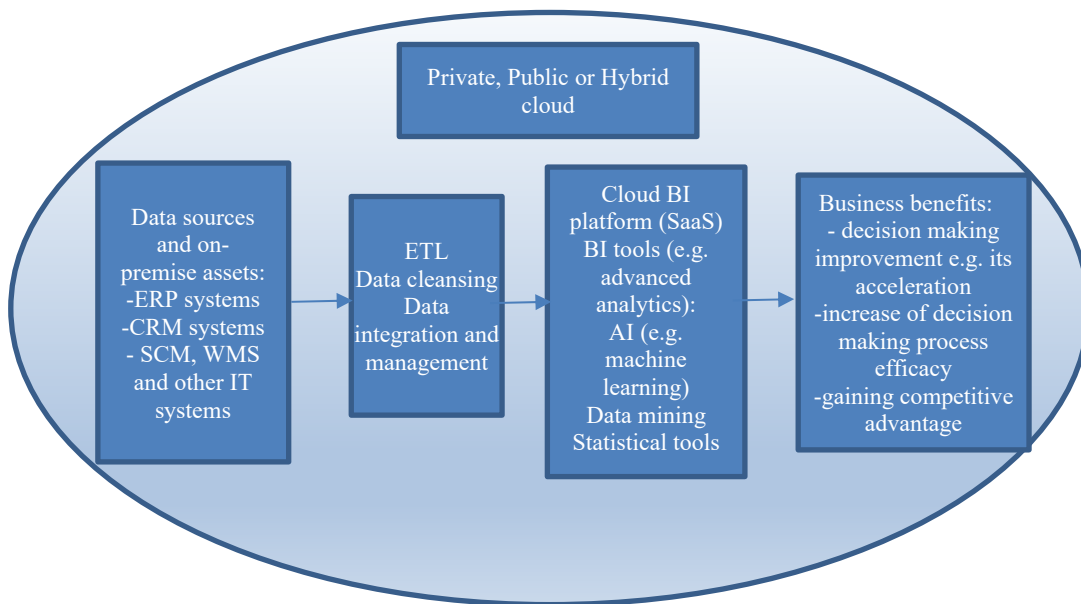 Private, Public or Hybrid
cloud
Data sources
and on-
premise assets:
-ERP systems
-CRM systems
- SCM, WMS
and other IT
systems
ETL
Data cleansing
Data
integration and
management
Cloud BI
platform (SaaS)
BI tools (e.g.
advanced
analytics):
AI (e.g.
machine
learning)
Data mining
Statistical tools
Business benefits:
- decision making
improvement e.g. its
acceleration
-increase of decision
making process
efficacy
-gaining competitive
advantage